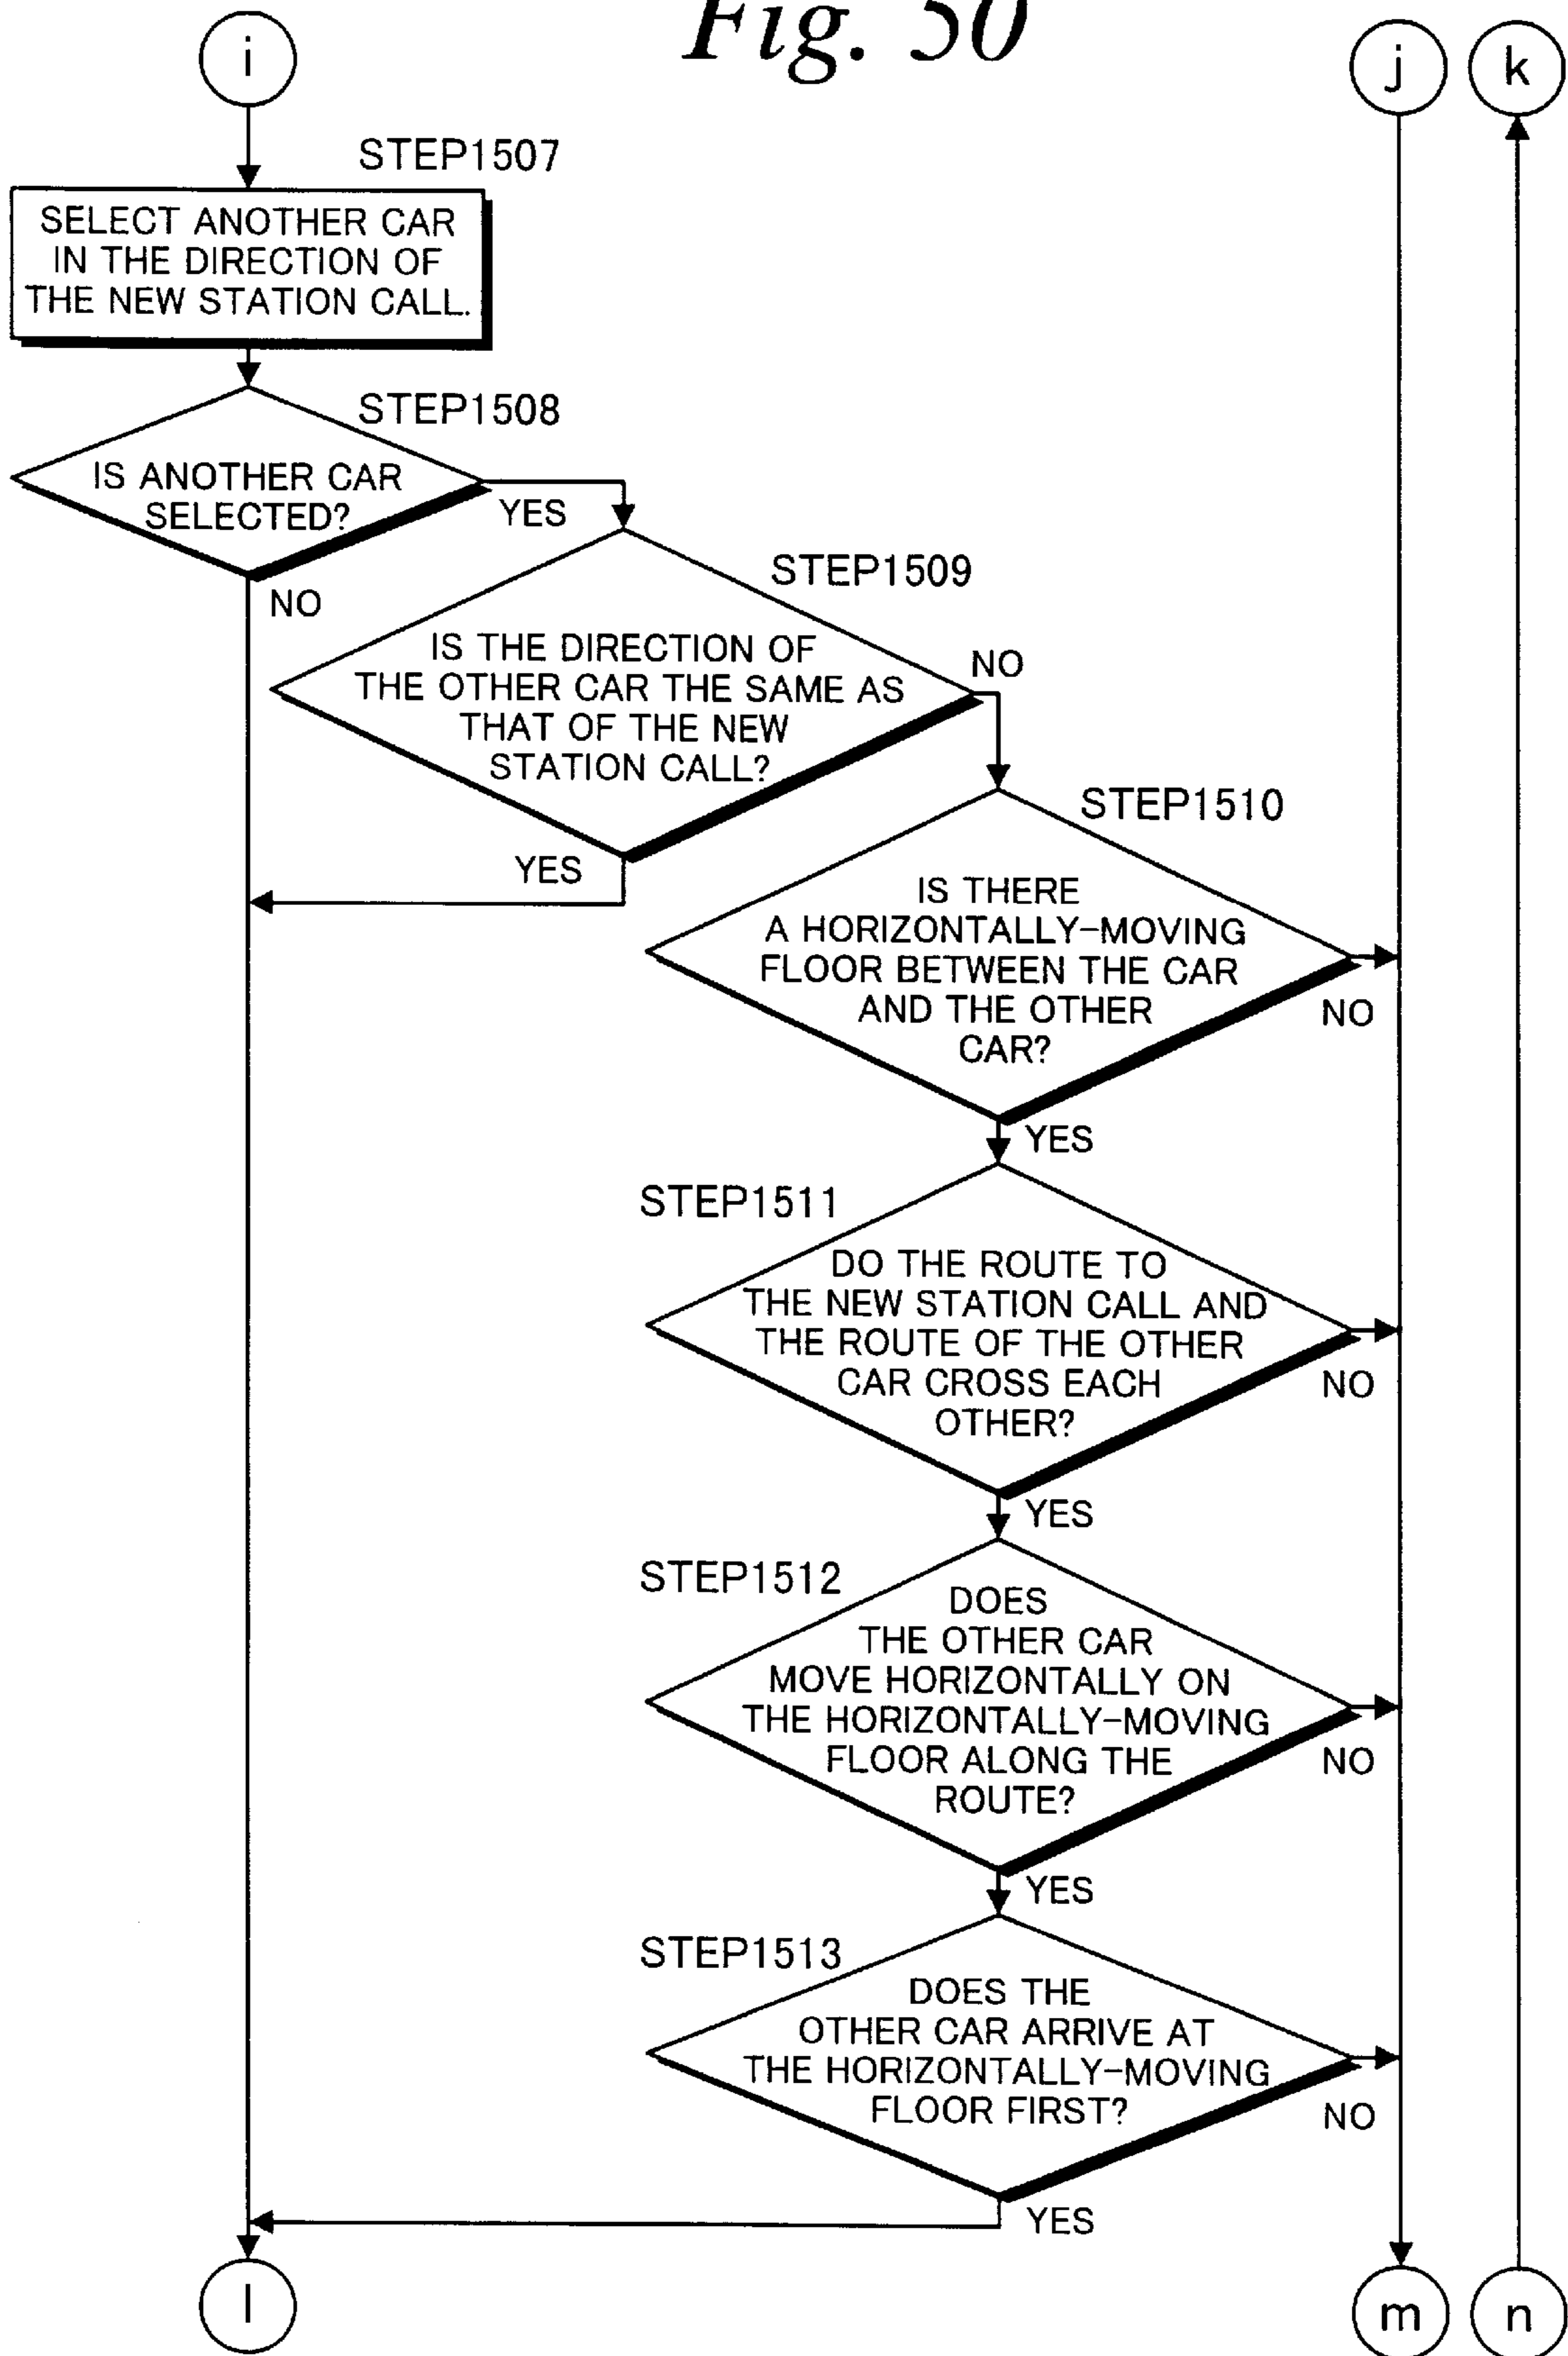 Fig. 50
i
j
k
STEP1507
SELECT ANOTHER CAR
IN THE DIRECTION OF
THE NEW STATION CALL.
STEP1508
IS ANOTHER CAR
SELECTED?
YES
NO
STEP1509
IS THE DIRECTION OF
THE OTHER CAR THE SAME AS
THAT OF THE NEW
STATION CALL?
NO
YES
STEP1510
IS THERE
A HORIZONTALLY-MOVING
FLOOR BETWEEN THE CAR
AND THE OTHER
CAR?
NO
YES
STEP1511
DO THE ROUTE TO
THE NEW STATION CALL AND
THE ROUTE OF THE OTHER
CAR CROSS EACH
OTHER?
NO
YES
STEP1512
DOES
THE OTHER CAR
MOVE HORIZONTALLY ON
THE HORIZONTALLY-MOVING
FLOOR ALONG THE
ROUTE?
NO
YES
STEP1513
DOES THE
OTHER CAR ARRIVE AT
THE HORIZONTALLY-MOVING
FLOOR FIRST?
NO
YES
l
m
n